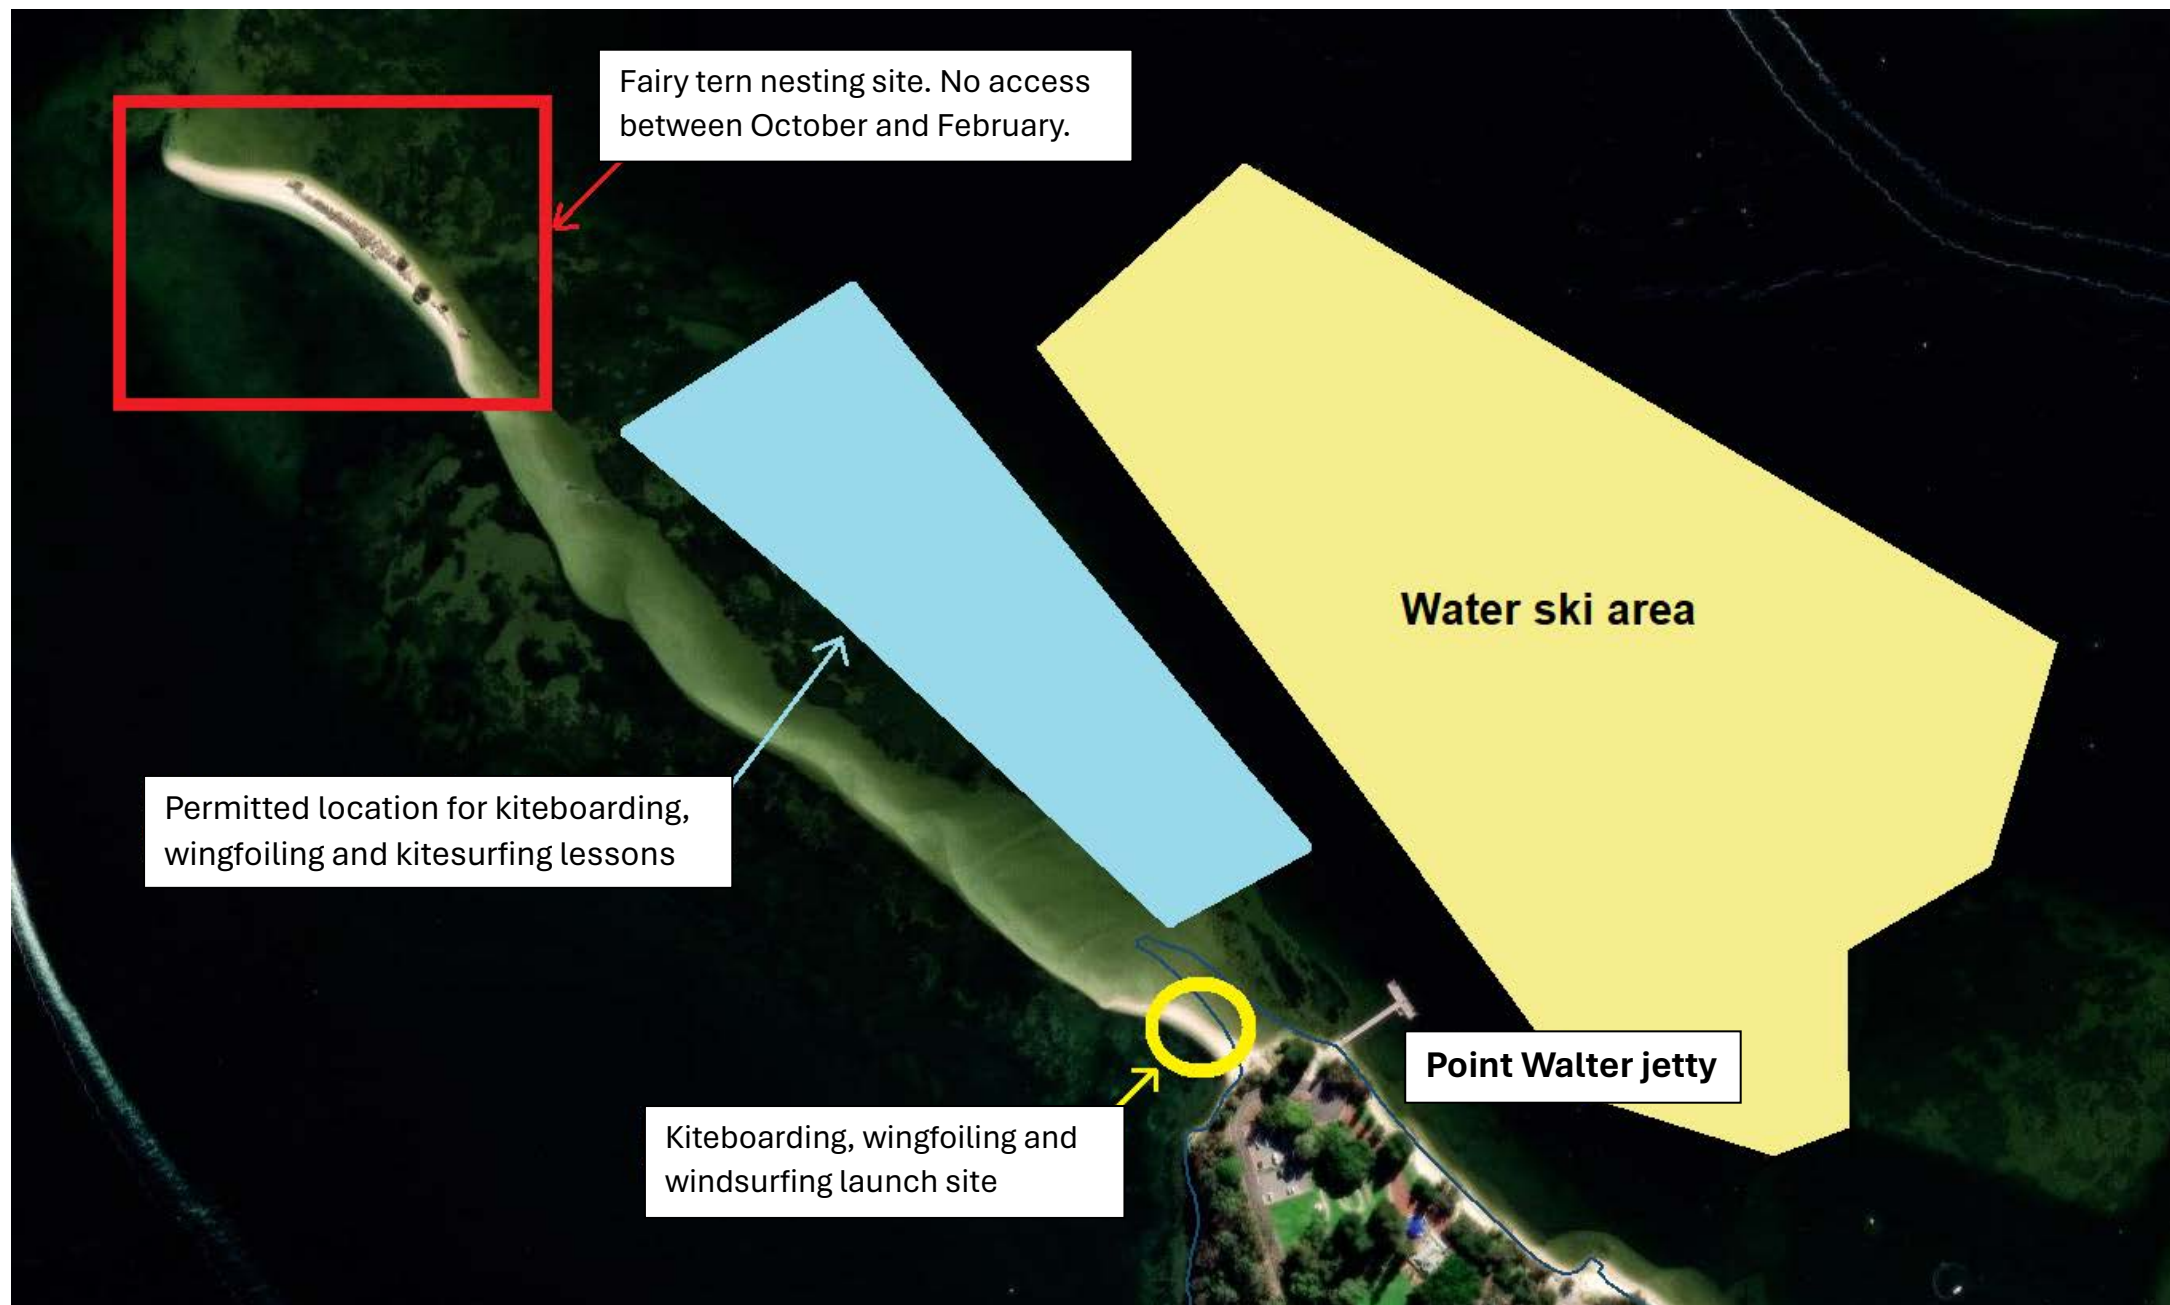 Fairy tern nesting site. No access
between October and February.
Water ski area
Permitted location for kiteboarding,
wingfoiling and kitesurfing lessons
Point Walter jetty
Kiteboarding, wingfoiling and
windsurfing launch site